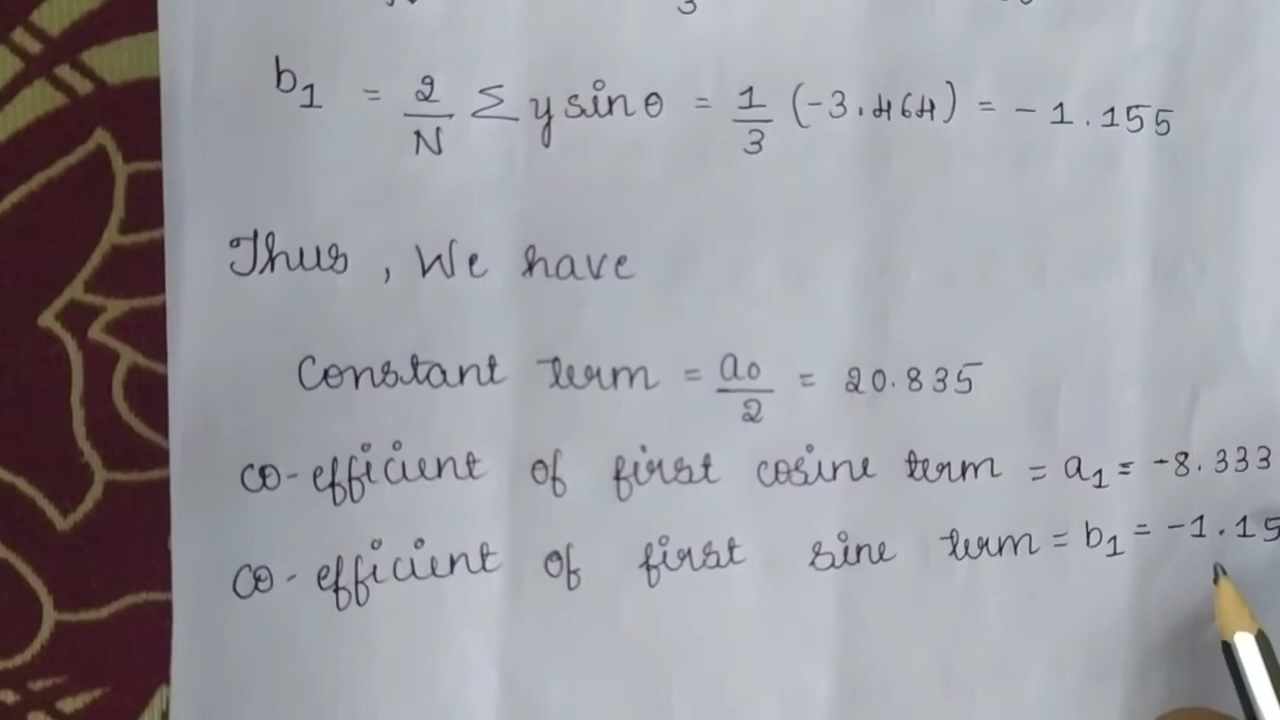 3
b1 = 2/N Σ y sin θ = 1/3 (-3.464) = -1.155
Thus, We have
Constant term = a0/2 = 20.835
co-efficient of first cosine term = a1 = -8.333
co-efficient of first sine term = b1 = -1.15